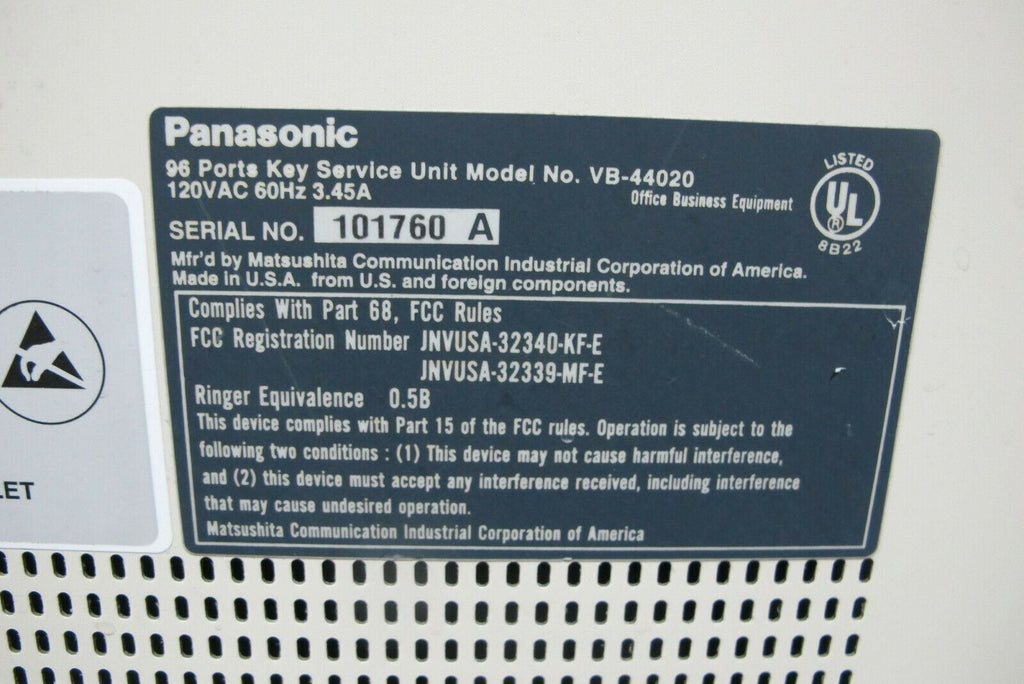 Panasonic
96 Ports Key Service Unit Model No. VB-44020
120VAC 60Hz 3.45A
Office Business Equipment
LISTED
UL
®
8B22
SERIAL NO. 101760 A
Mfr'd by Matsushita Communication Industrial Corporation of America.
Made in U.S.A. from U.S. and foreign components.
Complies With Part 68, FCC Rules
FCC Registration Number JNVUSA-32340-KF-E
JNVUSA-32339-MF-E
Ringer Equivalence 0.5B
This device complies with Part 15 of the FCC rules. Operation is subject to the
following two conditions : (1) This device may not cause harmful interference,
and (2) this device must accept any interference received, including interference
that may cause undesired operation.
Matsushita Communication Industrial Corporation of America
LET